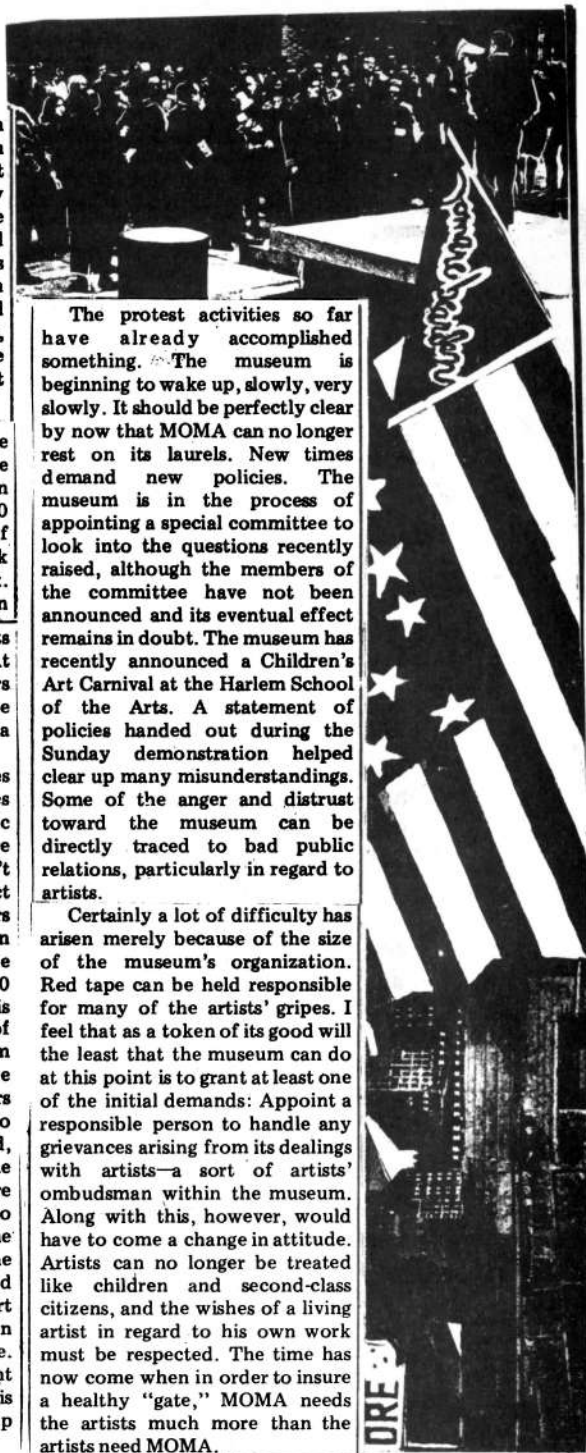 romare bearden
The protest activities so far
have already accomplished
something. The museum is
beginning to wake up, slowly, very
slowly. It should be perfectly clear
by now that MOMA can no longer
rest on its laurels. New times
demand new policies. The
museum is in the process of
appointing a special committee to
look into the questions recently
raised, although the members of
the committee have not been
announced and its eventual effect
remains in doubt. The museum has
recently announced a Children's
Art Carnival at the Harlem School
of the Arts. A statement of
policies handed out during the
Sunday demonstration helped
clear up many misunderstandings.
Some of the anger and distrust
toward the museum can be
directly traced to bad public
relations, particularly in regard to
artists.
Certainly a lot of difficulty has
arisen merely because of the size
of the museum's organization.
Red tape can be held responsible
for many of the artists' gripes. I
feel that as a token of its good will
the least that the museum can do
at this point is to grant at least one
of the initial demands: Appoint a
responsible person to handle any
grievances arising from its dealings
with artists—a sort of artists'
ombudsman within the museum.
Along with this, however, would
have to come a change in attitude.
Artists can no longer be treated
like children and second-class
citizens, and the wishes of a living
artist in regard to his own work
must be respected. The time has
now come when in order to insure
a healthy "gate," MOMA needs
the artists much more than the
artists need MOMA.
DRE